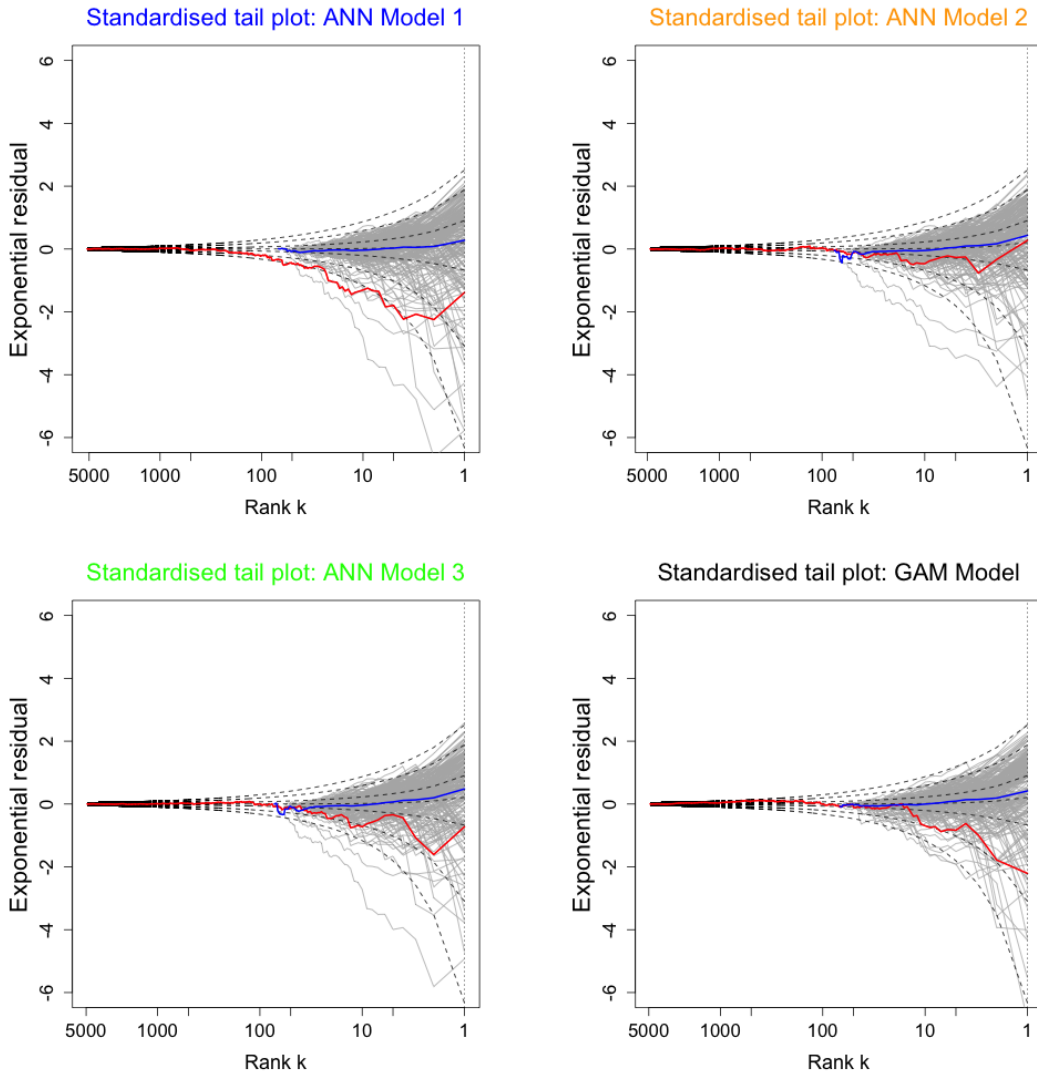 Standardised tail plot: ANN Model 1
Exponential residual
6
4
2
0
-2
-4
-6
5000 1000 100 10 1
Rank k
Standardised tail plot: ANN Model 2
Exponential residual
6
4
2
0
-2
-4
-6
5000 1000 100 10 1
Rank k
Standardised tail plot: ANN Model 3
Exponential residual
6
4
2
0
-2
-4
-6
5000 1000 100 10 1
Rank k
Standardised tail plot: GAM Model
Exponential residual
6
4
2
0
-2
-4
-6
5000 1000 100 10 1
Rank k